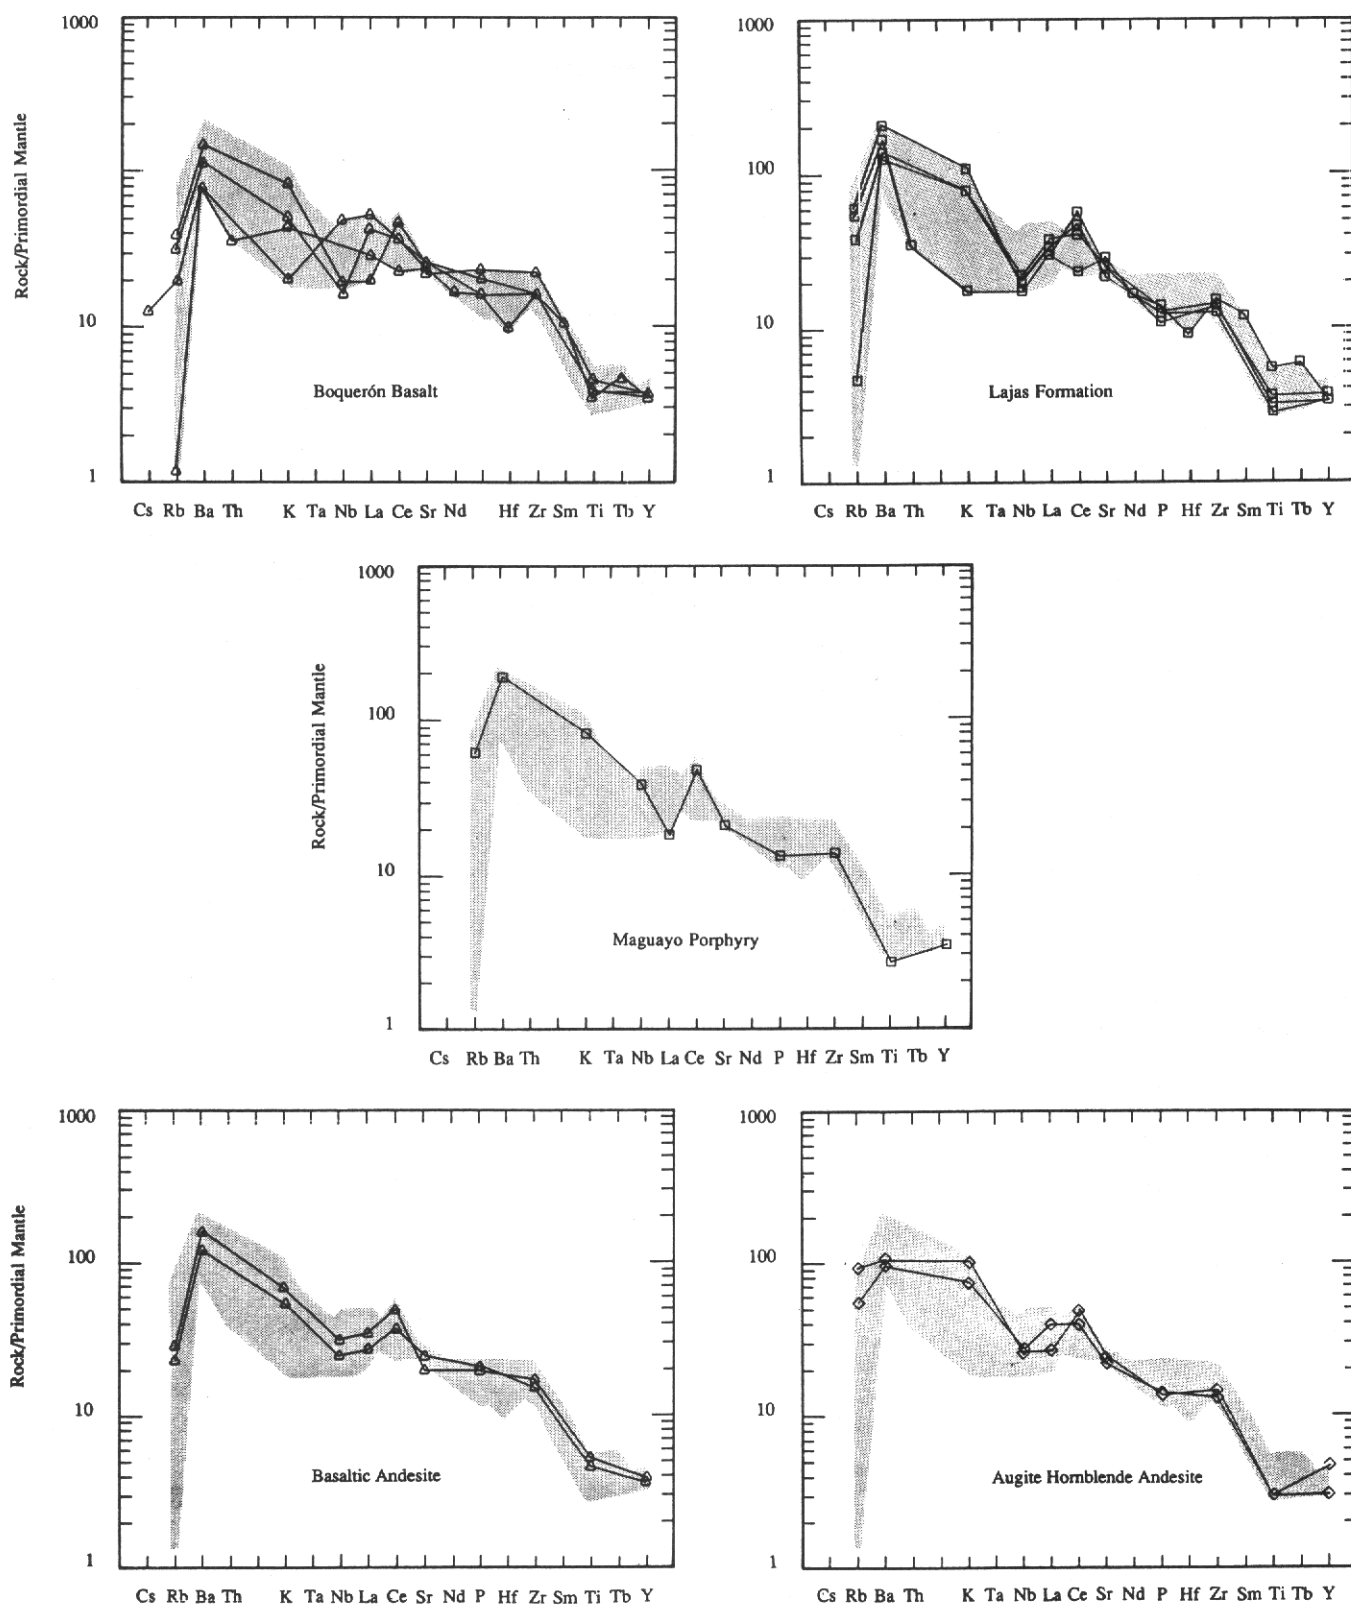 1000
100
10
1
Rock/Primordial Mantle
Boquerón Basalt
Cs Rb Ba Th K Ta Nb La Ce Sr Nd Hf Zr Sm Ti Tb Y
1000
100
10
1
Lajas Formation
Cs Rb Ba Th K Ta Nb La Ce Sr Nd P Hf Zr Sm Ti Tb Y
1000
100
10
1
Rock/Primordial Mantle
Maguayo Porphyry
Cs Rb Ba Th K Ta Nb La Ce Sr Nd P Hf Zr Sm Ti Tb Y
1000
100
10
1
Rock/Primordial Mantle
Basaltic Andesite
Cs Rb Ba Th K Ta Nb La Ce Sr Nd P Hf Zr Sm Ti Tb Y
1000
100
10
1
Augite Hornblende Andesite
Cs Rb Ba Th K Ta Nb La Ce Sr Nd P Hf Zr Sm Ti Tb Y